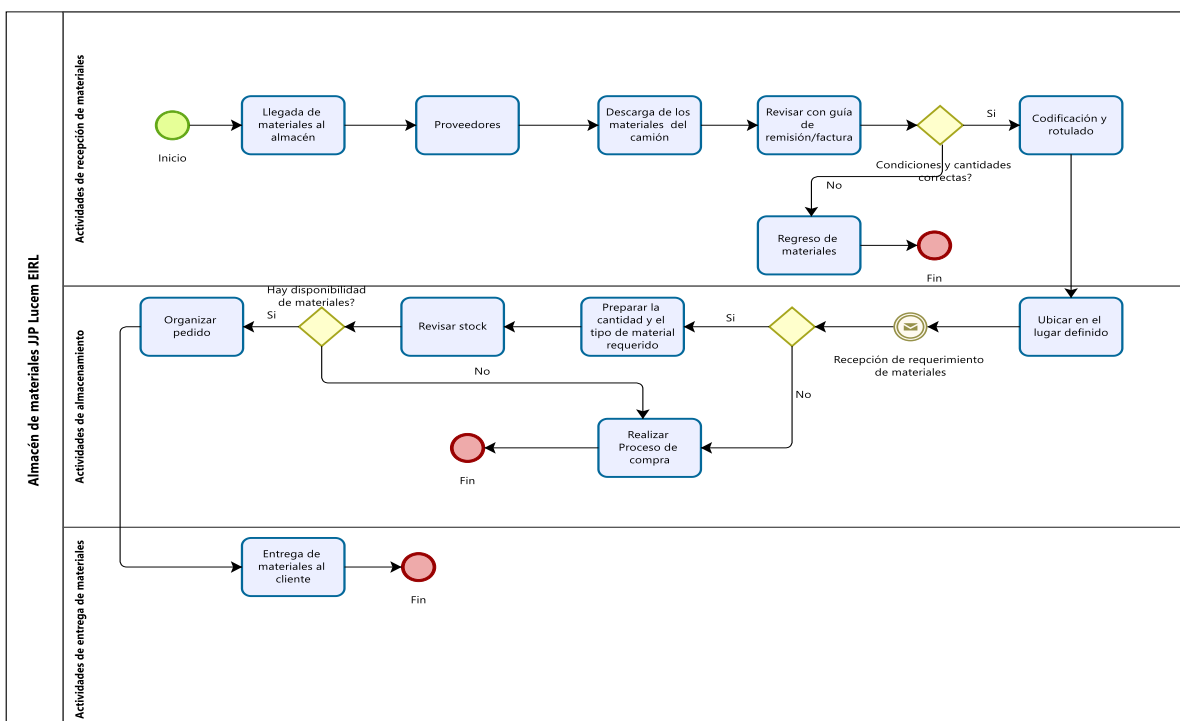 Almacén de materiales JJP Lucem EIRL
Actividades de recepción de materiales
Inicio
Llegada de
materiales al
almacén
Proveedores
Descarga de los
materiales del
camión
Revisar con guía
de
remisión/factura
Condiciones y cantidades
correctas?
Si
Codificación y
rotulado
No
Regreso de
materiales
Fin
Actividades de almacenamiento
Ubicar en el
lugar definido
Recepción de requerimiento
de materiales
Si
No
Preparar la
cantidad y el
tipo de material
requerido
Revisar stock
Hay disponibilidad
de materiales?
Si
No
Organizar
pedido
Realizar
Proceso de
compra
Fin
Actividades de entrega de materiales
Entrega de
materiales al
cliente
Fin